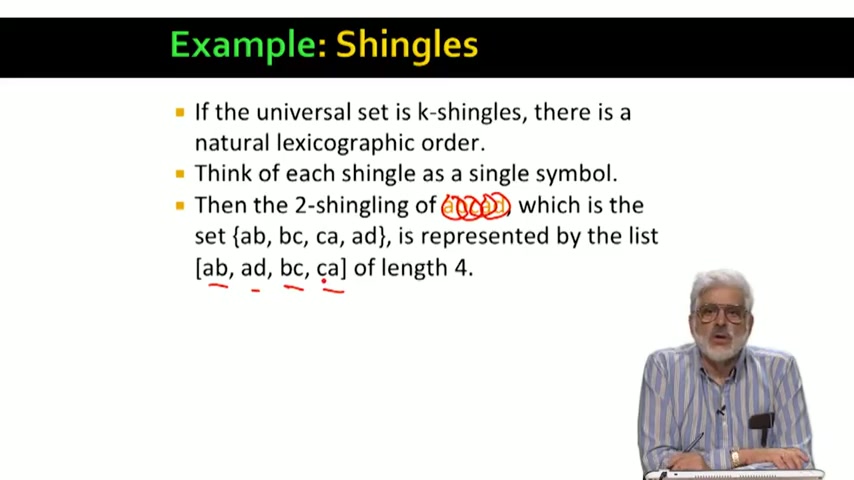 Example: Shingles
If the universal set is k-shingles, there is a
natural lexicographic order.
Think of each shingle as a single symbol.
Then the 2-shingling of abcad, which is the
set {ab, bc, ca, ad}, is represented by the list
[ab, ad, bc, ca] of length 4.